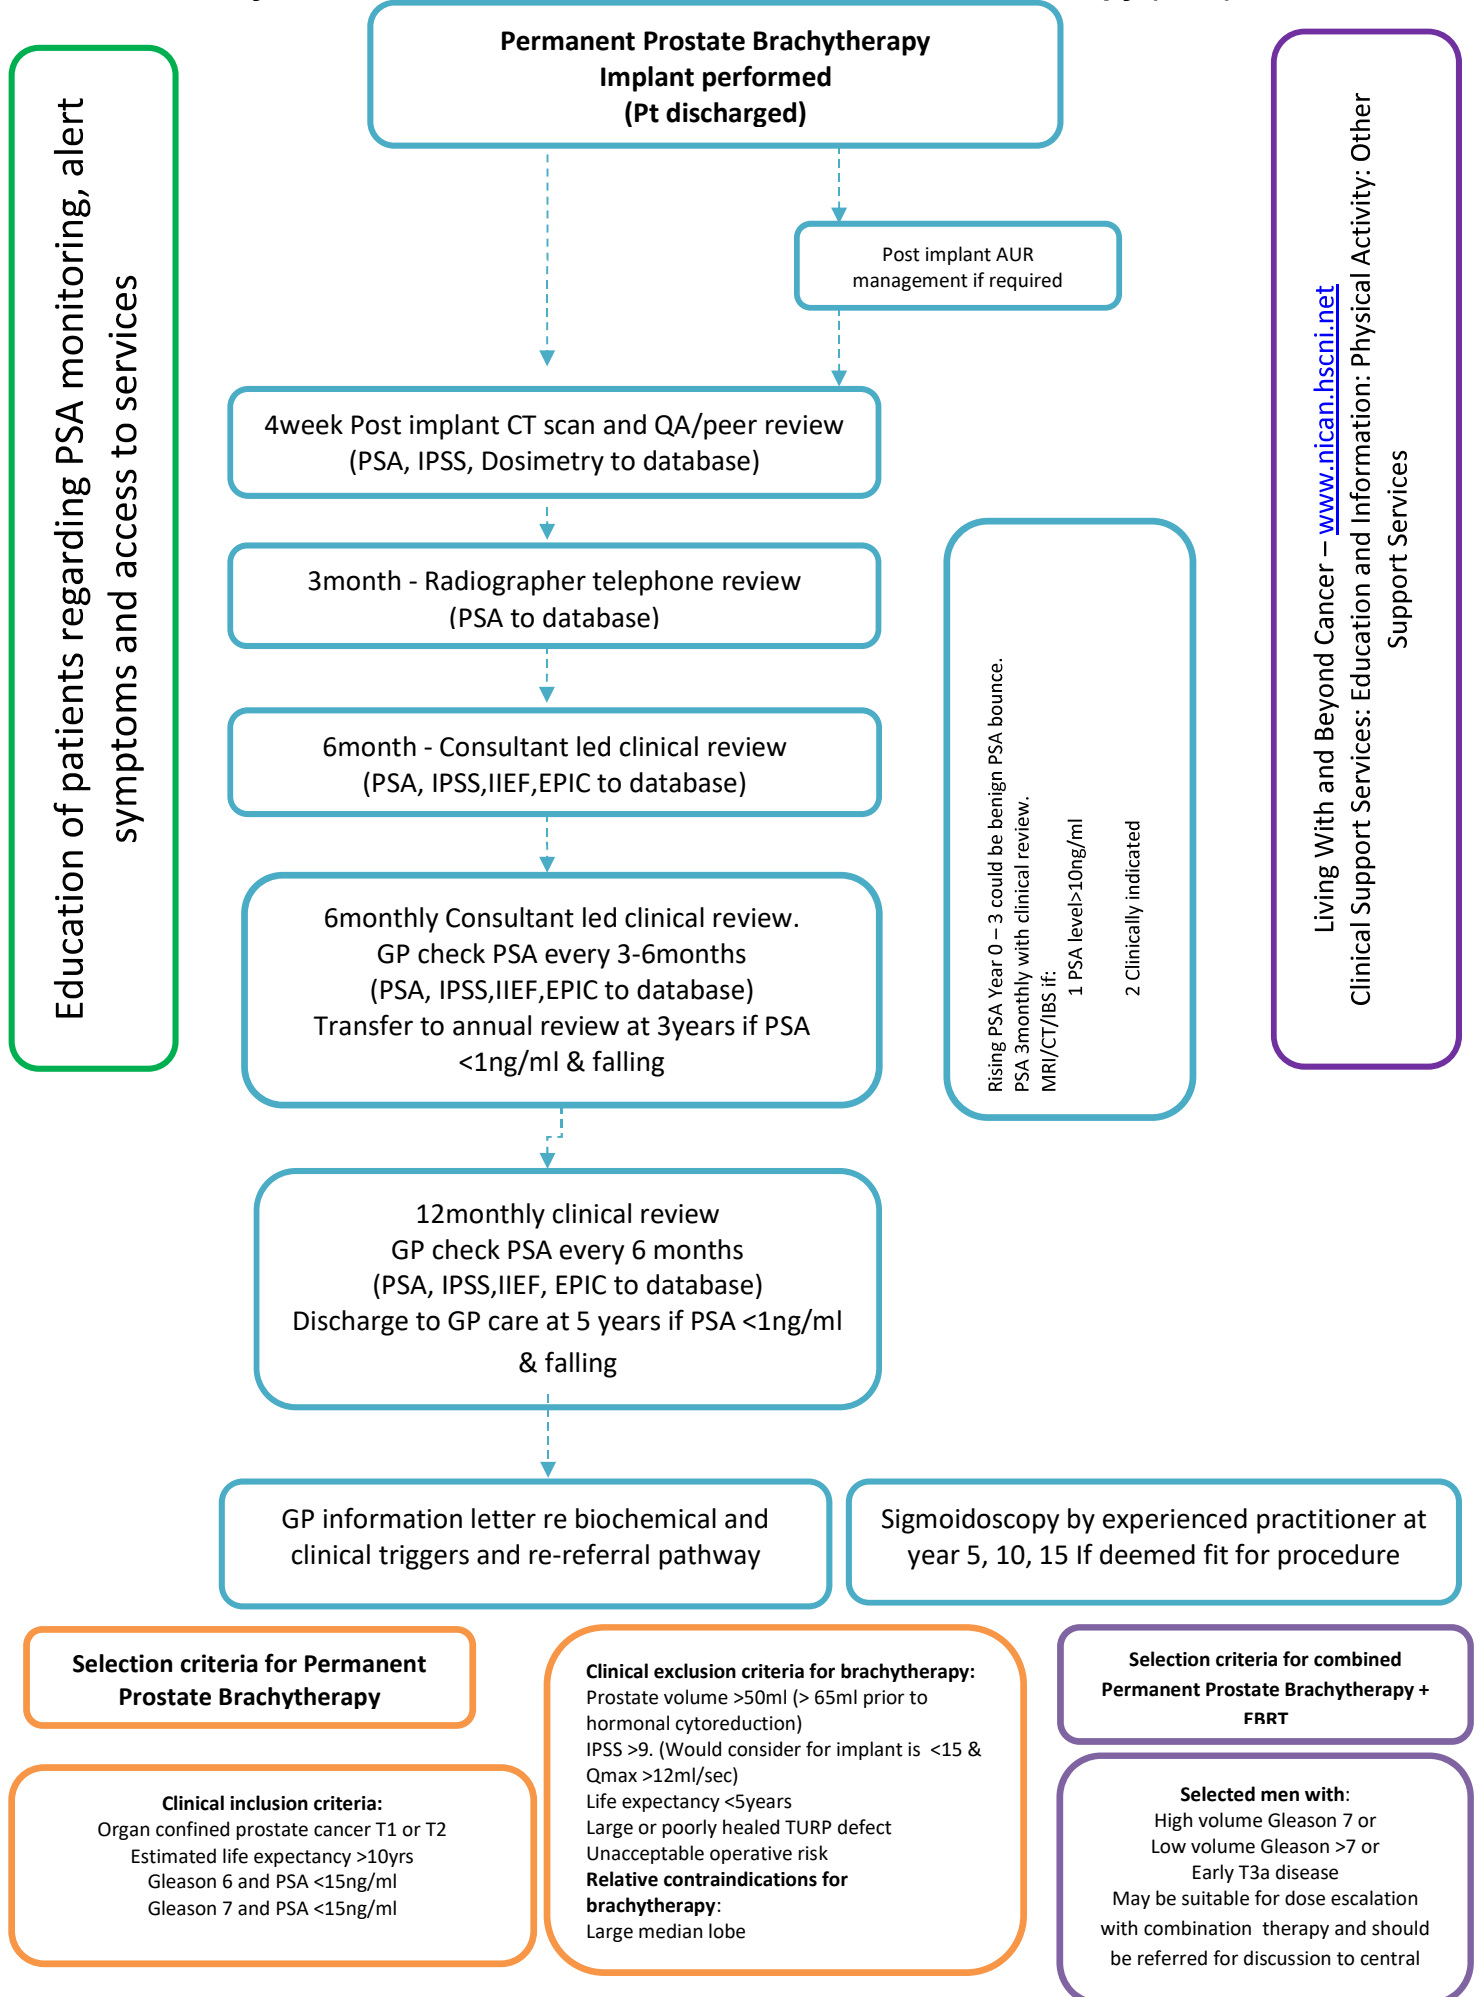 Permanent Prostate Brachytherapy
Implant performed
(Pt discharged)
Education of patients regarding PSA monitoring, alert
symptoms and access to services
Post implant AUR
management if required
4week Post implant CT scan and QA/peer review
(PSA, IPSS, Dosimetry to database)
3month - Radiographer telephone review
(PSA to database)
6month - Consultant led clinical review
(PSA, IPSS,IIEF,EPIC to database)
6monthly Consultant led clinical review.
GP check PSA every 3-6months
(PSA, IPSS,IIEF,EPIC to database)
Transfer to annual review at 3years if PSA
<1ng/ml & falling
Rising PSA Year 0 – 3 could be benign PSA bounce.
PSA 3monthly with clinical review.
MRI/CT/IBS if:
1 PSA level>10ng/ml
2 Clinically indicated
Living With and Beyond Cancer – www.nican.hscni.net
Clinical Support Services: Education and Information: Physical Activity: Other
Support Services
12monthly clinical review
GP check PSA every 6 months
(PSA, IPSS,IIEF, EPIC to database)
Discharge to GP care at 5 years if PSA <1ng/ml
& falling
GP information letter re biochemical and
clinical triggers and re-referral pathway
Sigmoidoscopy by experienced practitioner at
year 5, 10, 15 If deemed fit for procedure
Selection criteria for Permanent
Prostate Brachytherapy
Clinical inclusion criteria:
Organ confined prostate cancer T1 or T2
Estimated life expectancy >10yrs
Gleason 6 and PSA <15ng/ml
Gleason 7 and PSA <15ng/ml
Clinical exclusion criteria for brachytherapy:
Prostate volume >50ml (> 65ml prior to
hormonal cytoreduction)
IPSS >9. (Would consider for implant is <15 &
Qmax >12ml/sec)
Life expectancy <5years
Large or poorly healed TURP defect
Unacceptable operative risk
Relative contraindications for
brachytherapy:
Large median lobe
Selection criteria for combined
Permanent Prostate Brachytherapy +
EBRT
Selected men with:
High volume Gleason 7 or
Low volume Gleason >7 or
Early T3a disease
May be suitable for dose escalation
with combination therapy and should
be referred for discussion to central